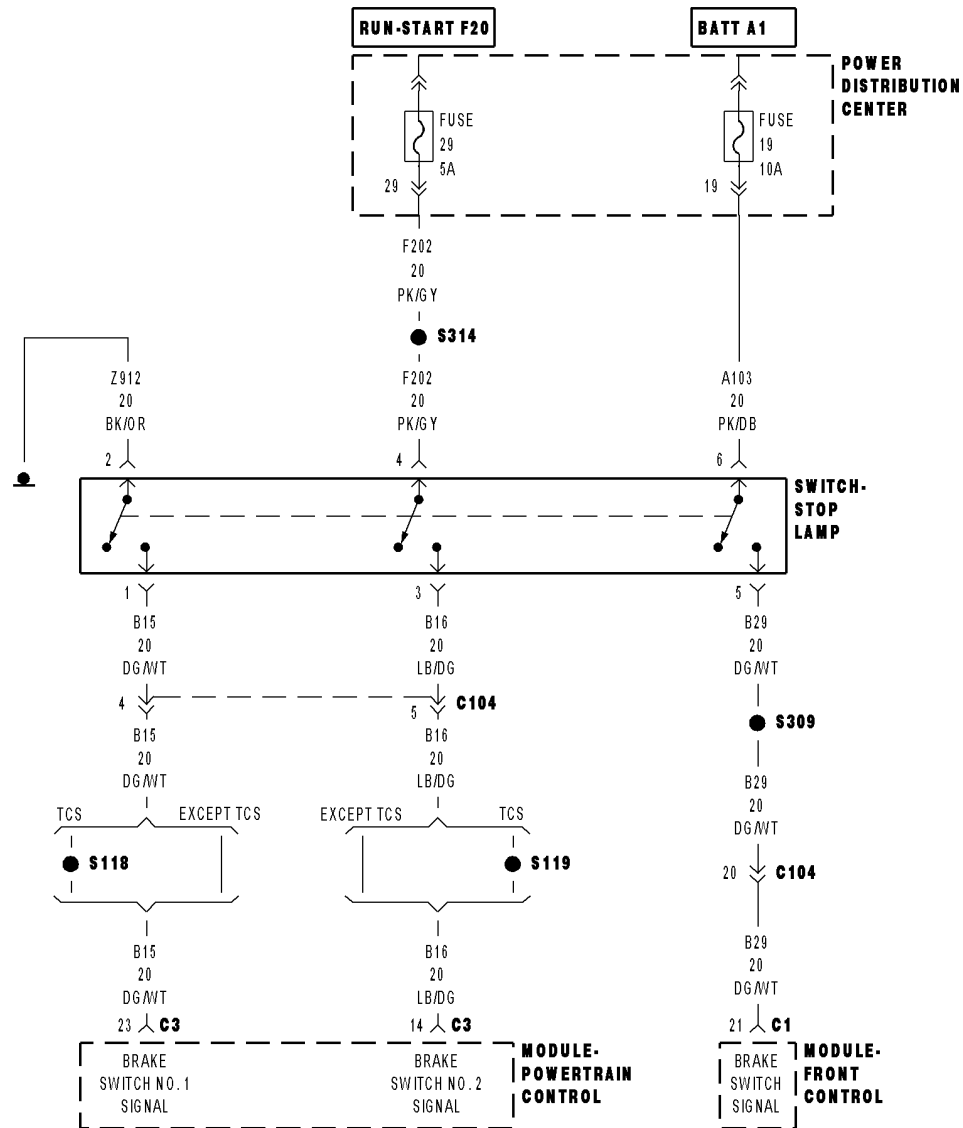 RUN-START F20
BATT A1
POWER
DISTRIBUTION
CENTER
FUSE
29
5A
29
FUSE
19
10A
19
F202
20
PK/GY
S314
Z912
20
BK/OR
2
F202
20
PK/GY
4
A103
20
PK/DB
6
SWITCH-
STOP
LAMP
1
B15
20
DG/WT
3
B16
20
LB/DG
5
B29
20
DG/WT
4
5
C104
S309
B15
20
DG/WT
B16
20
LB/DG
B29
20
DG/WT
TCS
EXCEPT TCS
EXCEPT TCS
TCS
S118
S119
20
C104
B15
20
DG/WT
B16
20
LB/DG
B29
20
DG/WT
23
C3
14
C3
21
C1
BRAKE
SWITCH NO. 1
SIGNAL
BRAKE
SWITCH NO. 2
SIGNAL
MODULE-
POWERTRAIN
CONTROL
BRAKE
SWITCH
SIGNAL
MODULE-
FRONT
CONTROL